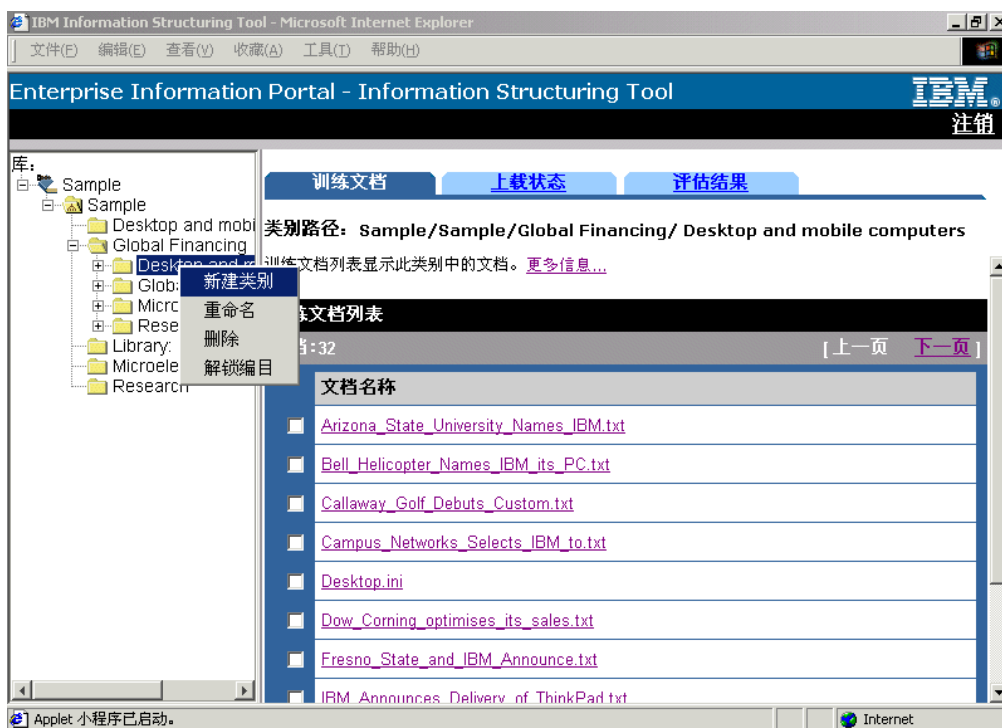 IBM Information Structuring Tool - Microsoft Internet Explorer
文件(F) 编辑(E) 查看(V) 收藏(A) 工具(T) 帮助(H)
Enterprise Information Portal - Information Structuring Tool
IBM®
注销
库:
Sample
Sample
Desktop and mobi
Global Financing
Desktop and m
Glob
Micro
Rese
Library:
Microele
Research
新建类别
重命名
删除
解锁编目
训练文档 上载状态 评估结果
类别路径: Sample/Sample/Global Financing/ Desktop and mobile computers
训练文档列表显示此类别中的文档。更多信息...
文档列表
:32 [上一页 下一页]
文档名称
Arizona_State_University_Names_IBM.txt
Bell_Helicopter_Names_IBM_its_PC.txt
Callaway_Golf_Debuts_Custom.txt
Campus_Networks_Selects_IBM_to.txt
Desktop.ini
Dow_Corning_optimises_its_sales.txt
Fresno_State_and_IBM_Announce.txt
IBM_Announces_Delivery_of_ThinkPad.txt
Applet 小程序已启动。 Internet